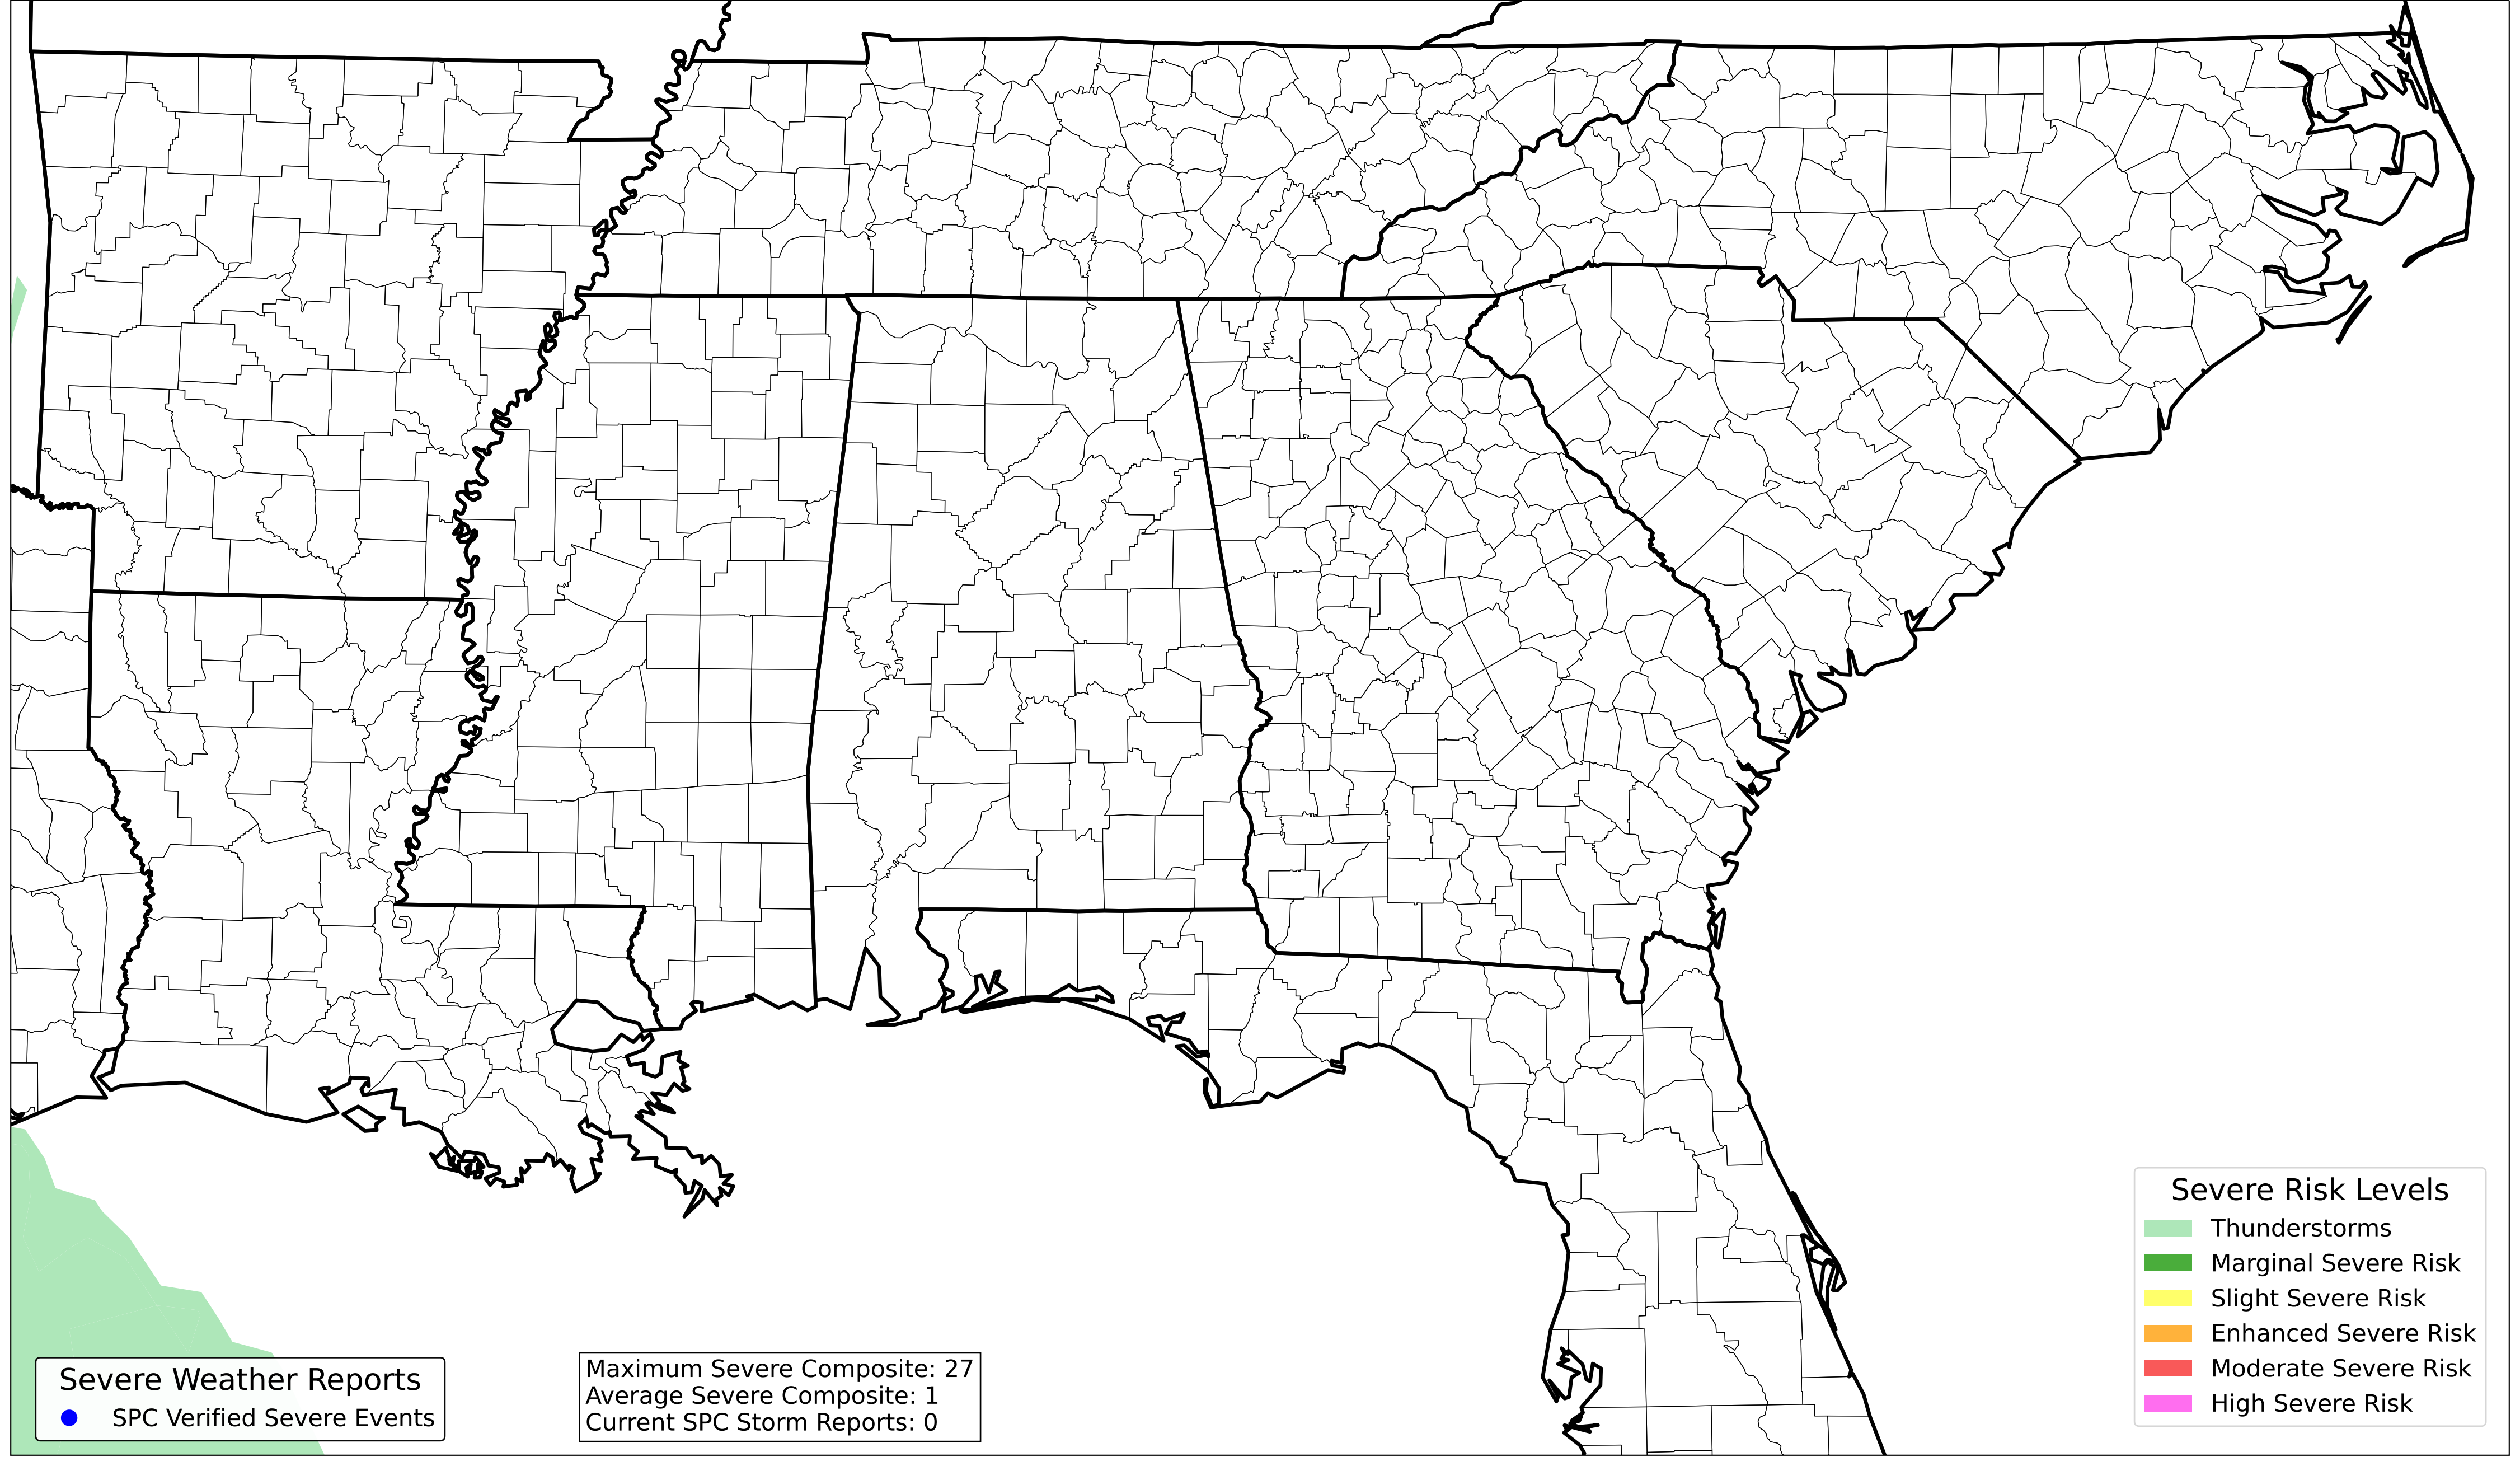 Severe Weather Reports
SPC Verified Severe Events
Maximum Severe Composite: 27
Average Severe Composite: 1
Current SPC Storm Reports: 0
Severe Risk Levels
Thunderstorms
Marginal Severe Risk
Slight Severe Risk
Enhanced Severe Risk
Moderate Severe Risk
High Severe Risk